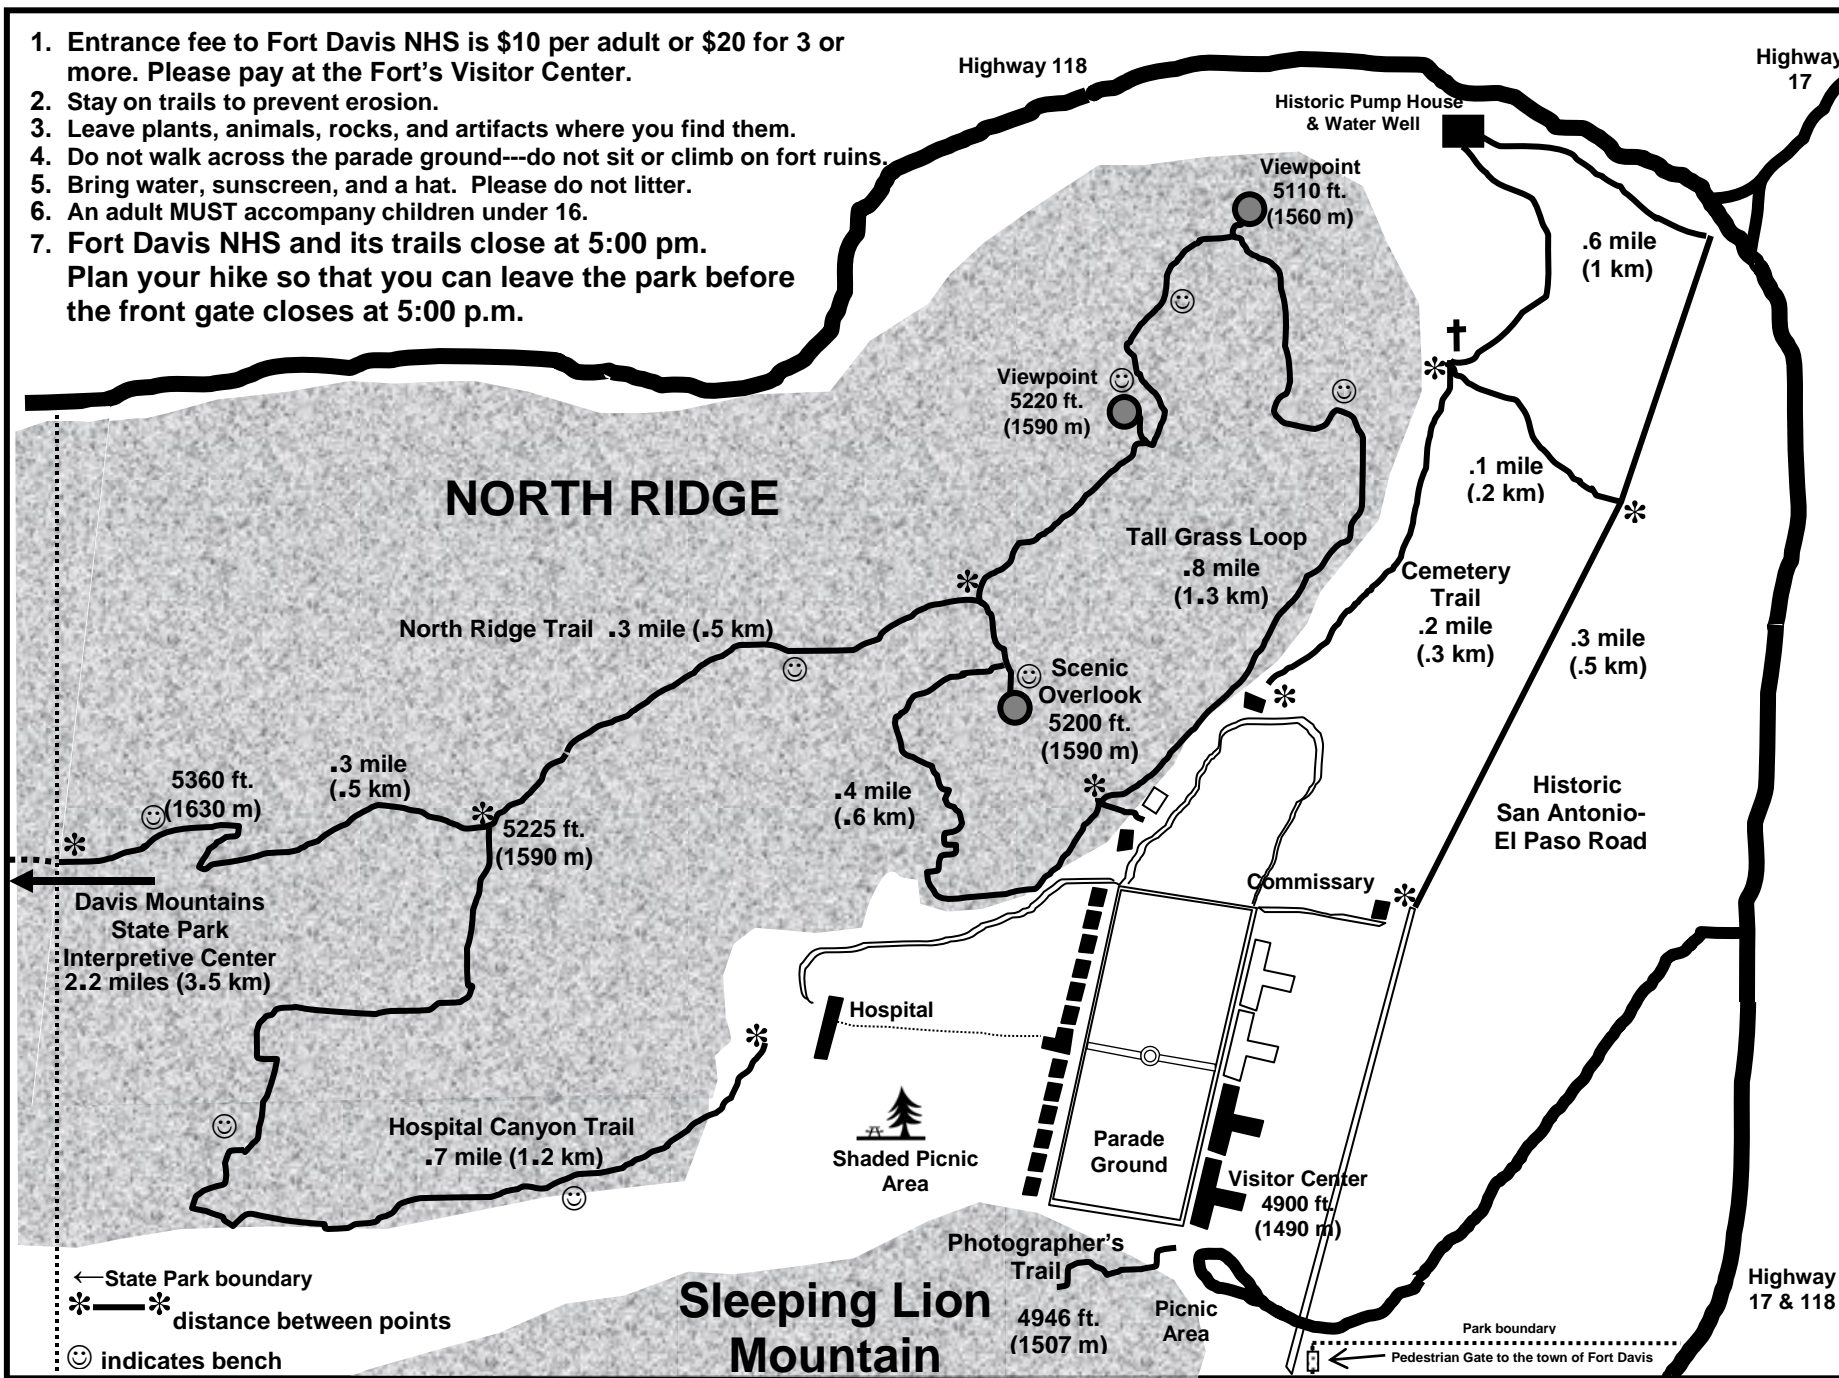 1. Entrance fee to Fort Davis NHS is $10 per adult or $20 for 3 or
more. Please pay at the Fort's Visitor Center.
2. Stay on trails to prevent erosion.
3. Leave plants, animals, rocks, and artifacts where you find them.
4. Do not walk across the parade ground---do not sit or climb on fort ruins.
5. Bring water, sunscreen, and a hat. Please do not litter.
6. An adult MUST accompany children under 16.
7. Fort Davis NHS and its trails close at 5:00 pm.
Plan your hike so that you can leave the park before
the front gate closes at 5:00 p.m.
Highway 118
Highway
17
Historic Pump House
& Water Well
Viewpoint
5110 ft.
(1560 m)
.6 mile
(1 km)
Viewpoint
5220 ft.
(1590 m)
NORTH RIDGE
.1 mile
(.2 km)
Tall Grass Loop
.8 mile
(1.3 km)
Cemetery
Trail
.2 mile
(.3 km)
North Ridge Trail .3 mile (.5 km)
.3 mile
(.5 km)
Scenic
Overlook
5200 ft.
(1590 m)
5360 ft.
(1630 m)
.3 mile
(.5 km)
.4 mile
(.6 km)
5225 ft.
(1590 m)
Historic
San Antonio-
El Paso Road
Commissary
Davis Mountains
State Park
Interpretive Center
2.2 miles (3.5 km)
Hospital
Hospital Canyon Trail
.7 mile (1.2 km)
Shaded Picnic
Area
Parade
Ground
Visitor Center
4900 ft.
(1490 m)
Photographer's
Trail
←State Park boundary
distance between points
indicates bench
Sleeping Lion
Mountain
4946 ft.
(1507 m)
Picnic
Area
Highway
17 & 118
Park boundary
Pedestrian Gate to the town of Fort Davis